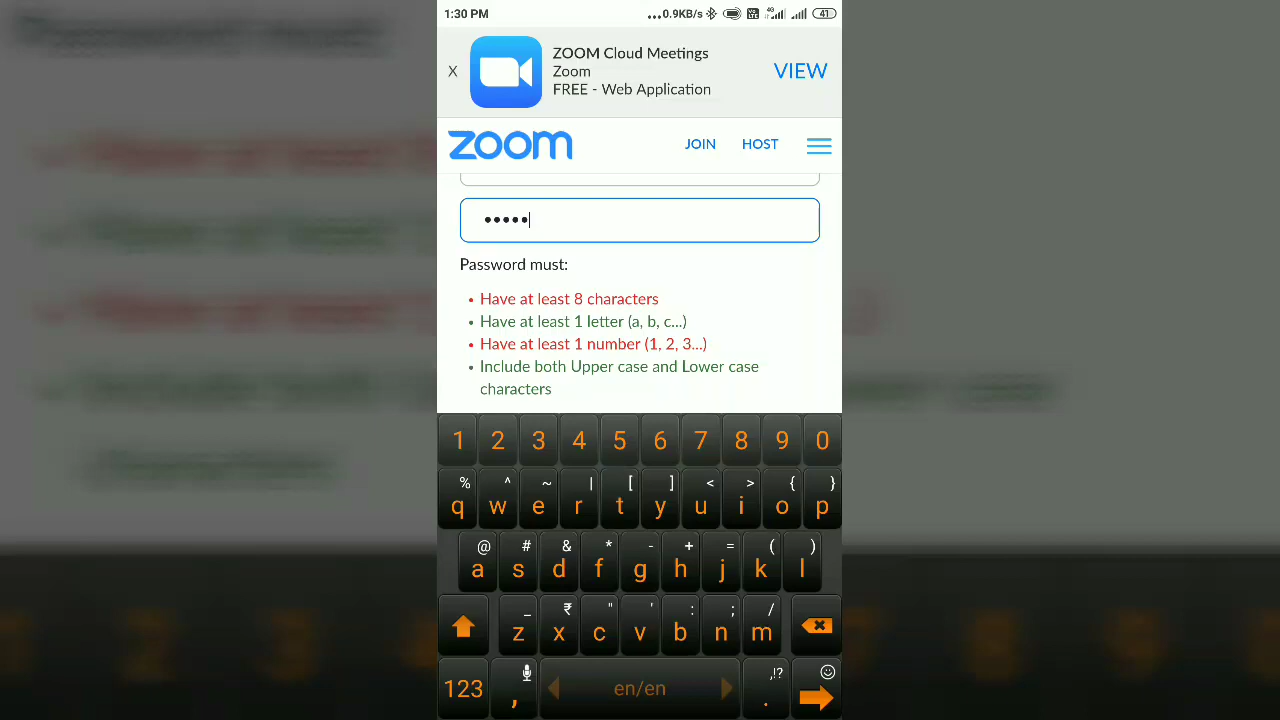 1:30 PM
...0.9KB/s 4G 41
X
ZOOM Cloud Meetings
Zoom
FREE - Web Application
VIEW
zoom
JOIN HOST
•••••
Password must:
• Have at least 8 characters
• Have at least 1 letter (a, b, c...)
• Have at least 1 number (1, 2, 3...)
• Include both Upper case and Lower case
characters
1 2 3 4 5 6 7 8 9 0
% ^ ~ | [ ] < > { }
q w e r t y u i o p
@ # & * - + = ( )
a s d f g h j k l
_ ₹ " ' : ; /
z x c v b n m
,!?
123 , en/en .